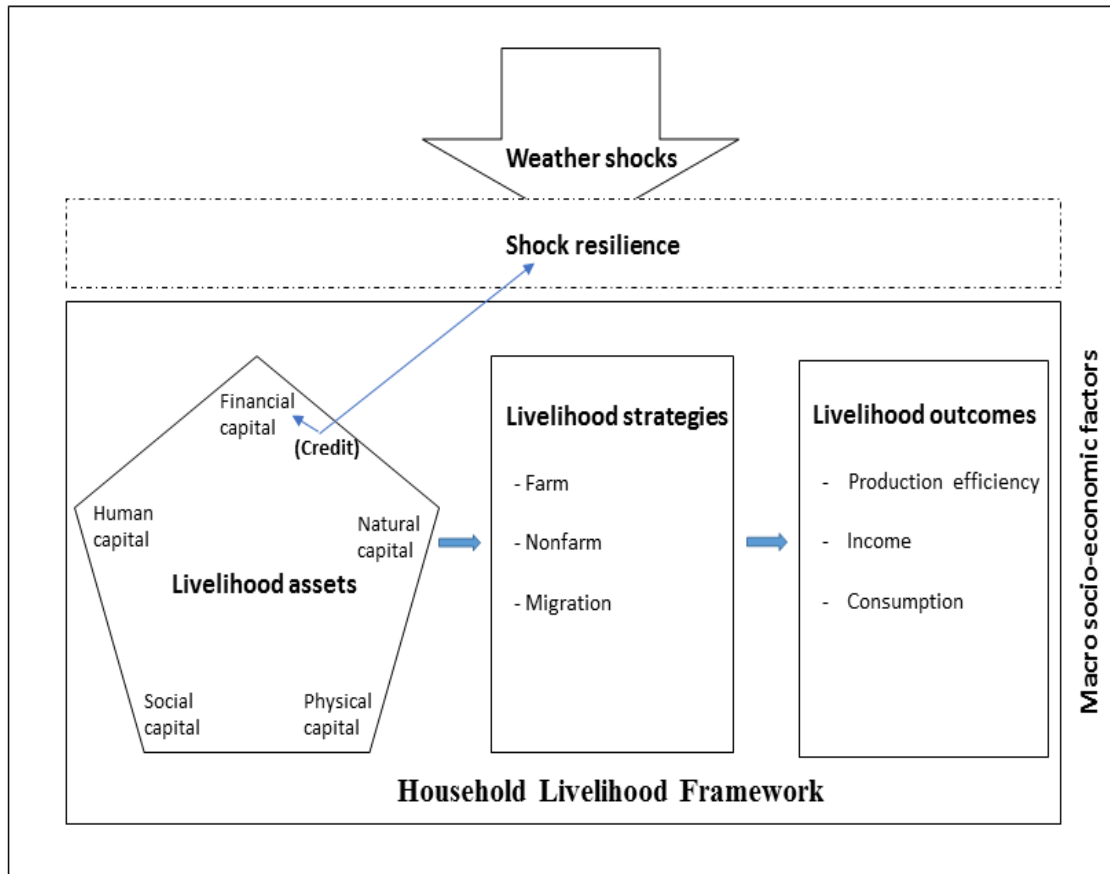 Weather shocks
Shock resilience
Financial
capital
(Credit)
Human
capital
Natural
capital
Livelihood assets
Social
capital
Physical
capital
Livelihood strategies
- Farm
- Nonfarm
- Migration
Livelihood outcomes
- Production efficiency
- Income
- Consumption
Household Livelihood Framework
Macro socio-economic factors